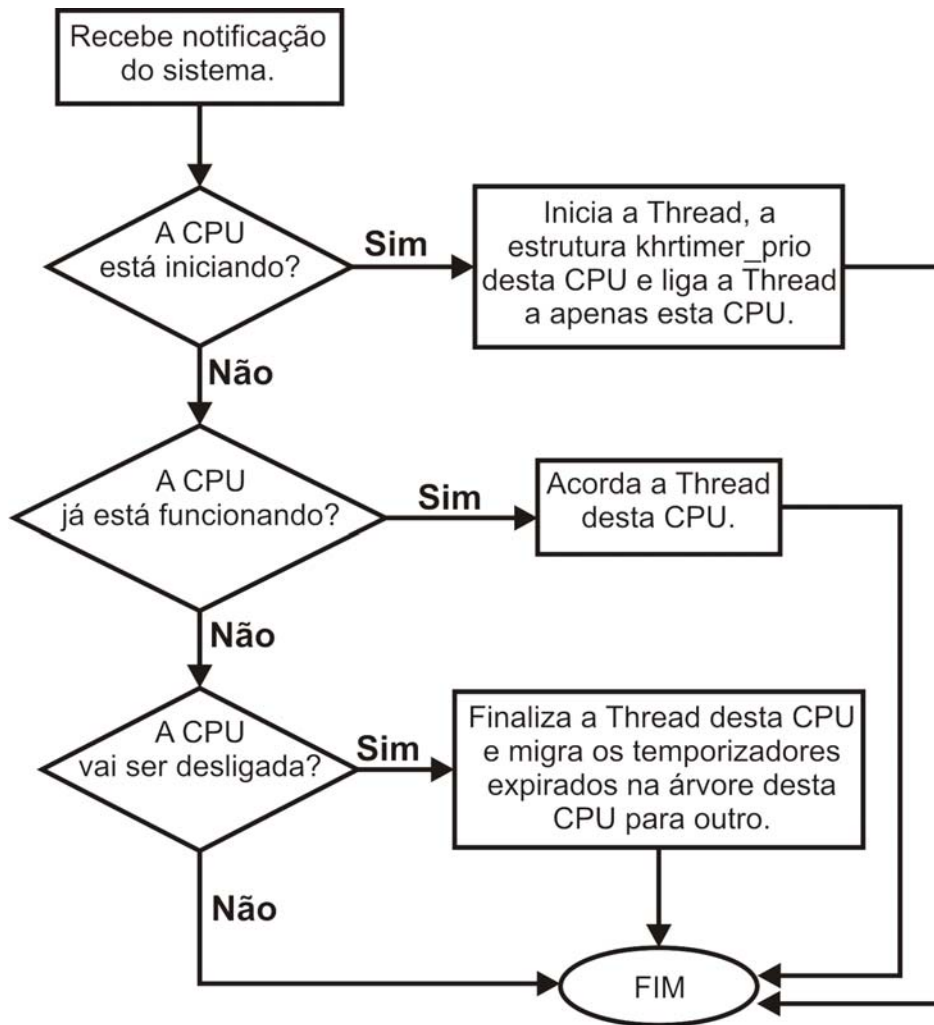 Recebe notificação
do sistema.
A CPU
está iniciando?
Sim
Inicia a Thread, a
estrutura khrtimer_prio
desta CPU e liga a Thread
a apenas esta CPU.
Não
A CPU
já está funcionando?
Sim
Acorda a Thread
desta CPU.
Não
A CPU
vai ser desligada?
Sim
Finaliza a Thread desta CPU
e migra os temporizadores
expirados na árvore desta
CPU para outro.
Não
FIM